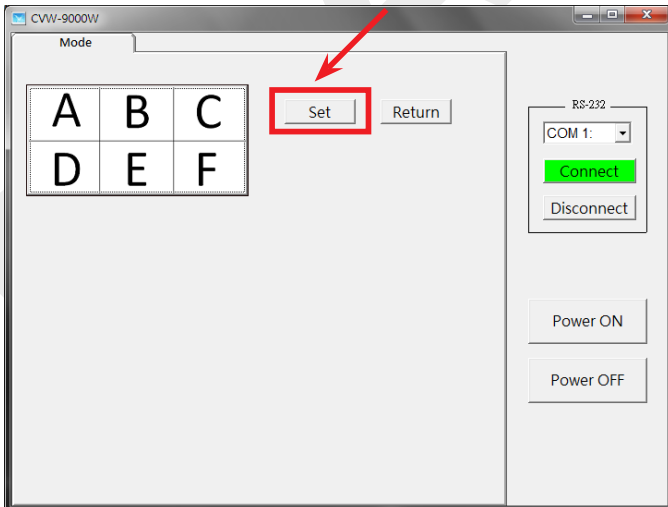 CVW-9000W
Mode
A B C
D E F
Set
Return
RS-232
COM 1:
Connect
Disconnect
Power ON
Power OFF